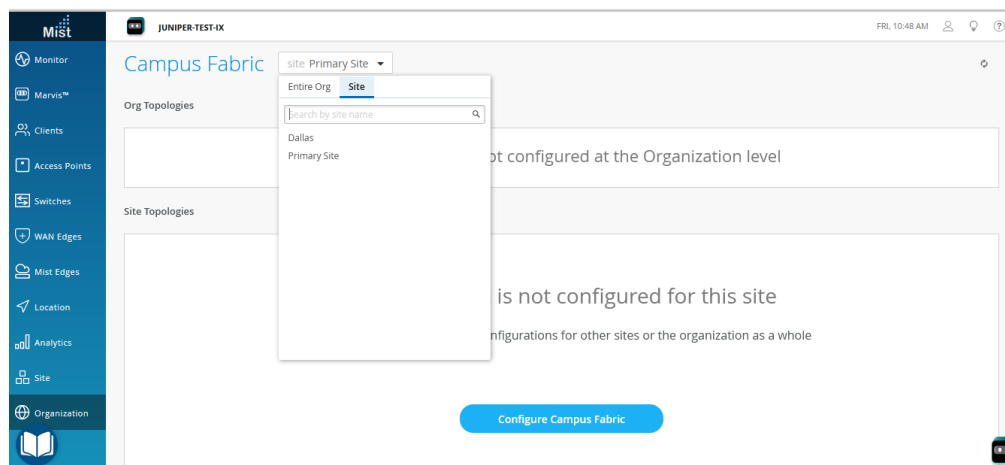 Mist
JUNIPER-TEST-IX
FRI, 10:48 AM
?
Monitor
Marvis™
Clients
Access Points
Switches
WAN Edges
Mist Edges
Location
Analytics
Site
Organization
Campus Fabric
site Primary Site
Entire Org Site
Search by site name
Dallas
Primary Site
Org Topologies
ot configured at the Organization level
Site Topologies
is not configured for this site
nfigurations for other sites or the organization as a whole
Configure Campus Fabric